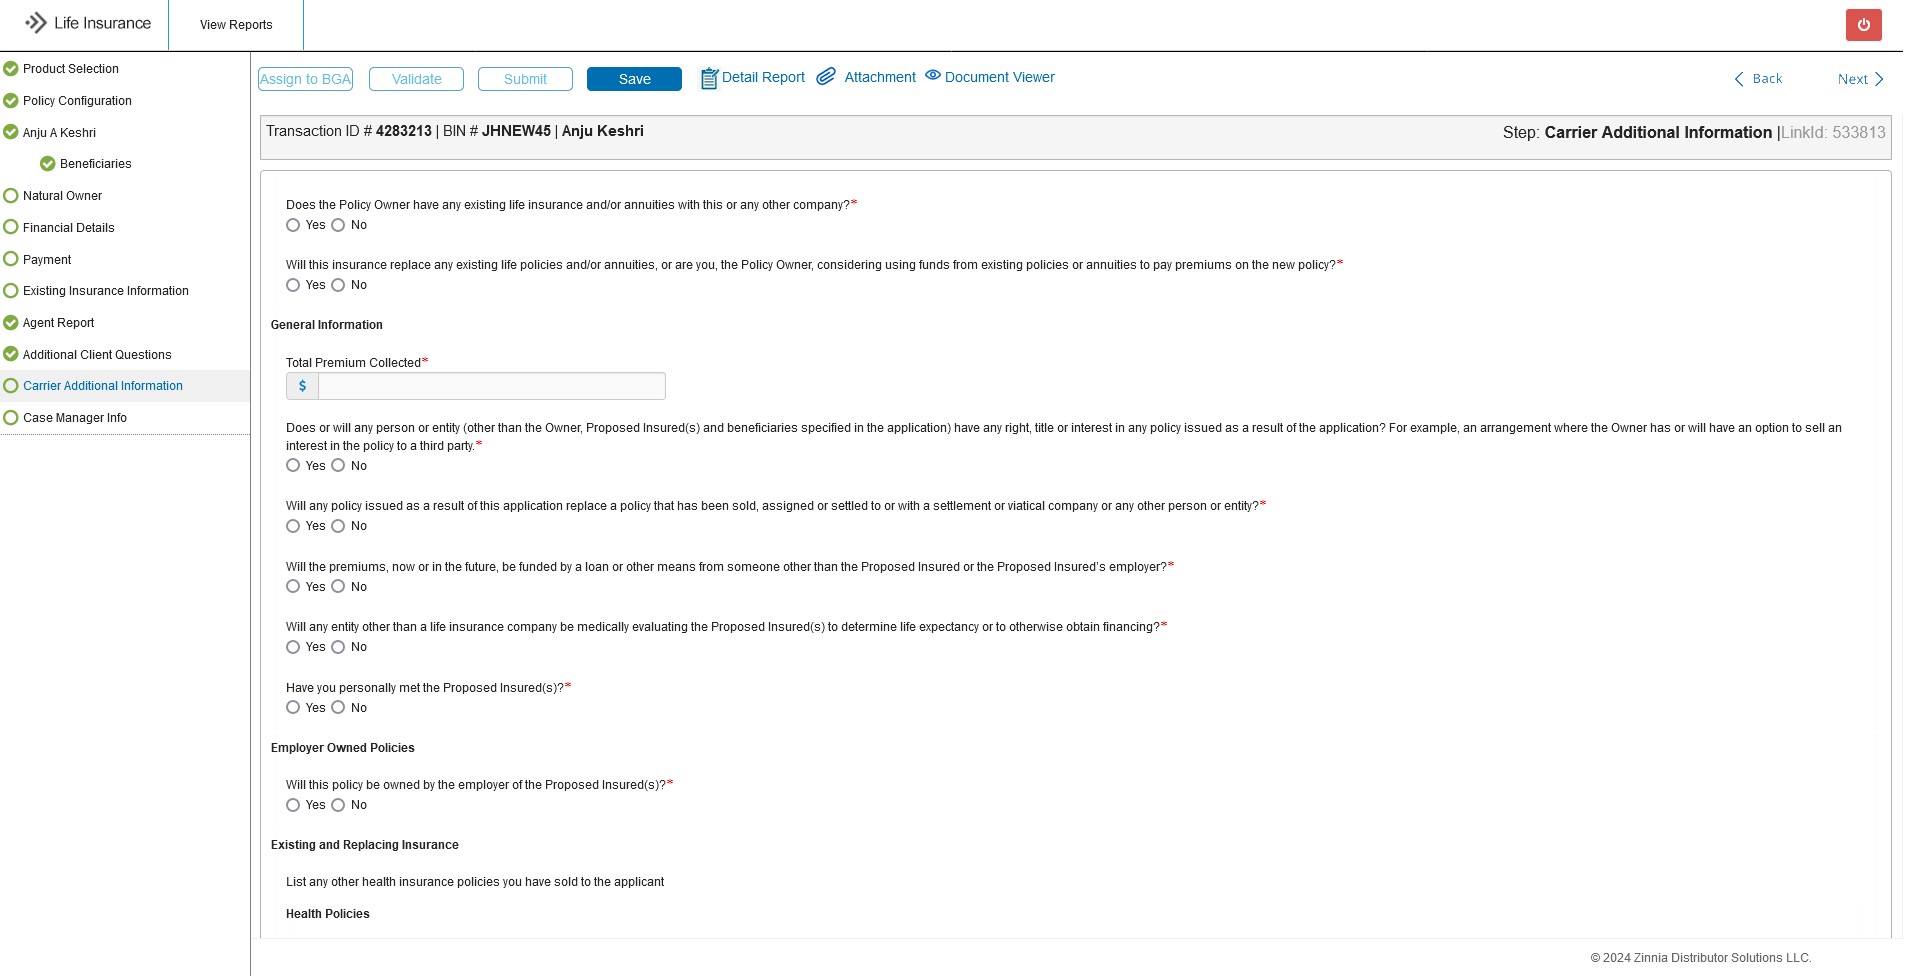 Life Insurance
View Reports
Product Selection
Policy Configuration
Anju A Keshri
Beneficiaries
Natural Owner
Financial Details
Payment
Existing Insurance Information
Agent Report
Additional Client Questions
Carrier Additional Information
Case Manager Info
Assign to BGA Validate Submit Save Detail Report Attachment Document Viewer Back Next
Transaction ID # 4283213 | BIN # JHNEW45 | Anju Keshri
Step: Carrier Additional Information |LinkId: 533813
Does the Policy Owner have any existing life insurance and/or annuities with this or any other company?*
Yes No
Will this insurance replace any existing life policies and/or annuities, or are you, the Policy Owner, considering using funds from existing policies or annuities to pay premiums on the new policy?*
Yes No
General Information
Total Premium Collected*
$
Does or will any person or entity (other than the Owner, Proposed Insured(s) and beneficiaries specified in the application) have any right, title or interest in any policy issued as a result of the application? For example, an arrangement where the Owner has or will have an option to sell an
interest in the policy to a third party.*
Yes No
Will any policy issued as a result of this application replace a policy that has been sold, assigned or settled to or with a settlement or viatical company or any other person or entity?*
Yes No
Will the premiums, now or in the future, be funded by a loan or other means from someone other than the Proposed Insured or the Proposed Insured's employer?*
Yes No
Will any entity other than a life insurance company be medically evaluating the Proposed Insured(s) to determine life expectancy or to otherwise obtain financing?*
Yes No
Have you personally met the Proposed Insured(s)?*
Yes No
Employer Owned Policies
Will this policy be owned by the employer of the Proposed Insured(s)?*
Yes No
Existing and Replacing Insurance
List any other health insurance policies you have sold to the applicant
Health Policies
© 2024 Zinnia Distributor Solutions LLC.